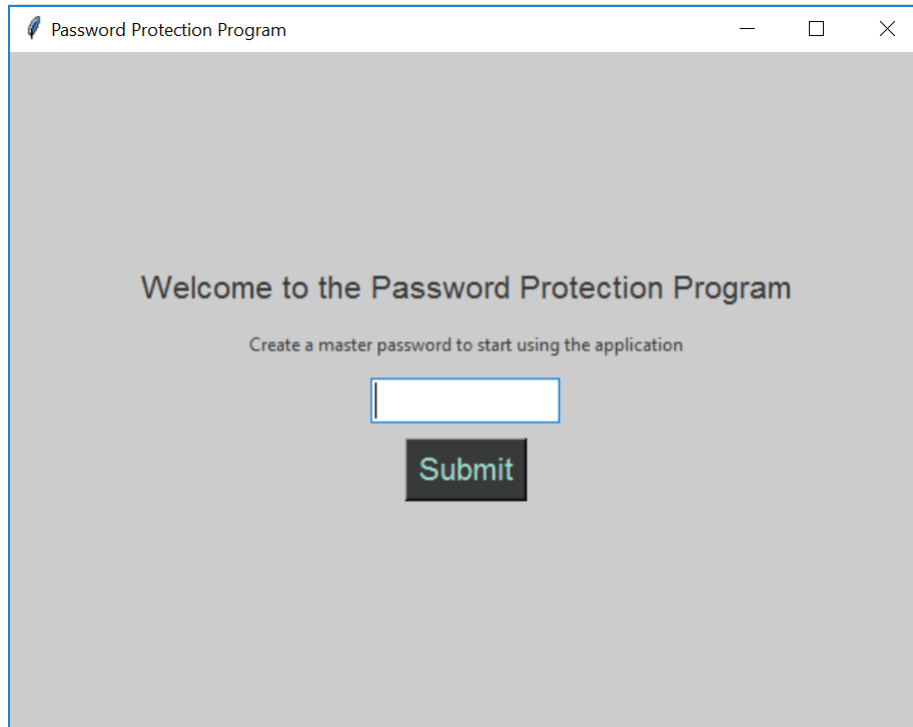 Password Protection Program
Welcome to the Password Protection Program
Create a master password to start using the application
Submit